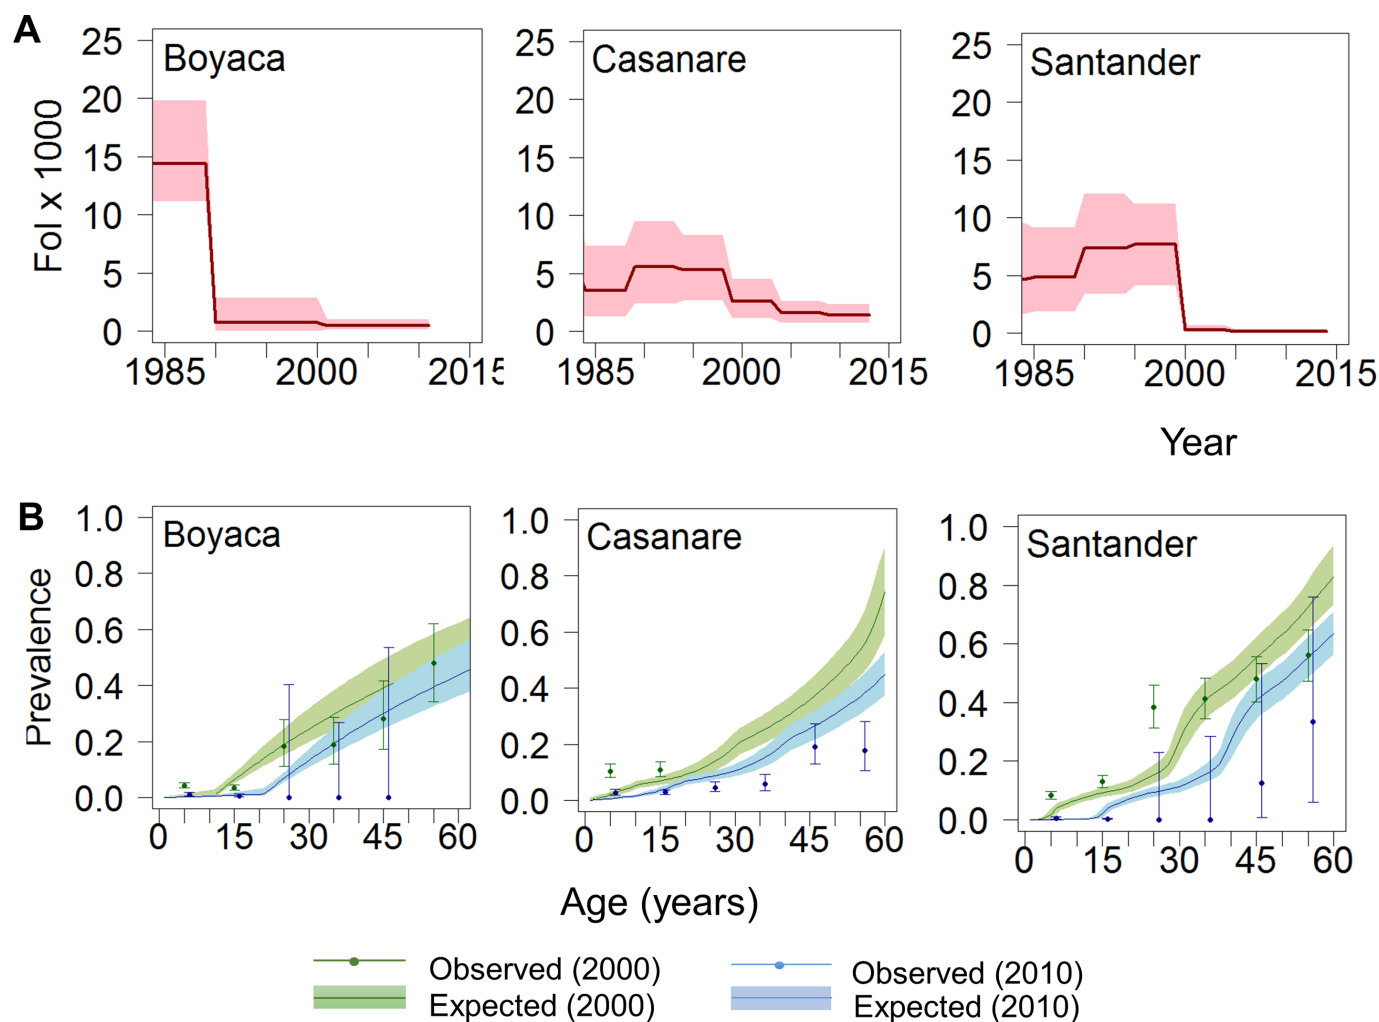 A
Boyaca
Casanare
Santander
25
20
15
10
5
0
FoI x 1000
1985 2000 2015
25
20
15
10
5
0
1985 2000 2015
25
20
15
10
5
0
1985 2000 2015
Year
B
Boyaca
Casanare
Santander
1.0
0.8
0.6
0.4
0.2
0.0
Prevalence
0 15 30 45 60
1.0
0.8
0.6
0.4
0.2
0.0
0 15 30 45 60
1.0
0.8
0.6
0.4
0.2
0.0
0 15 30 45 60
Age (years)
Observed (2000)
Expected (2000)
Observed (2010)
Expected (2010)